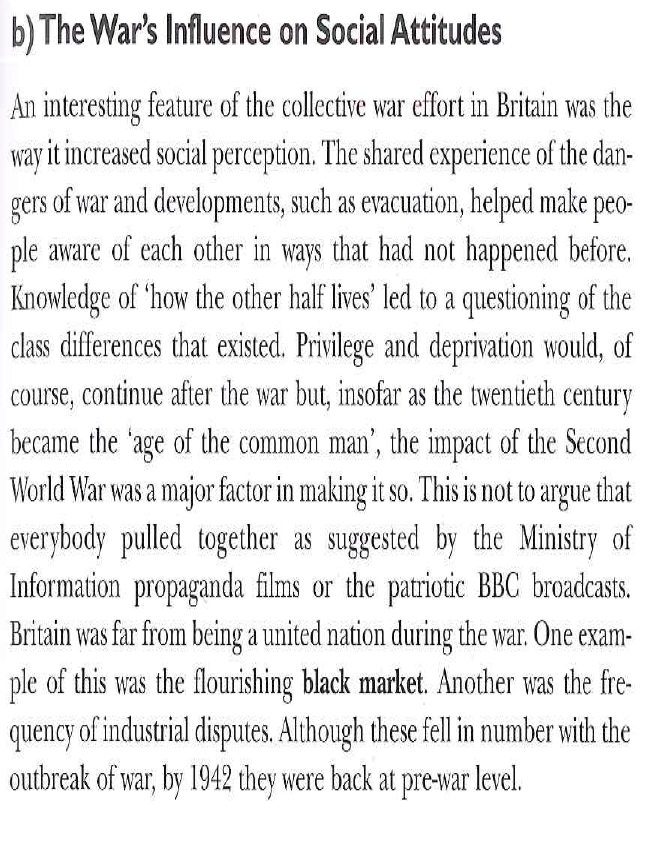 b) The War's Influence on Social Attitudes
An interesting feature of the collective war effort in Britain was the
way it increased social perception. The shared experience of the dan-
gers of war and developments, such as evacuation, helped make peo-
ple aware of each other in ways that had not happened before.
Knowledge of 'how the other half lives' led to a questioning of the
class differences that existed. Privilege and deprivation would, of
course, continue after the war but, insofar as the twentieth century
became the 'age of the common man', the impact of the Second
World War was a major factor in making it so. This is not to argue that
everybody pulled together as suggested by the Ministry of
Information propaganda films or the patriotic BBC broadcasts.
Britain was far from being a united nation during the war. One exam-
ple of this was the flourishing black market. Another was the fre-
quency of industrial disputes. Although these fell in number with the
outbreak of war, by 1942 they were back at pre-war level.